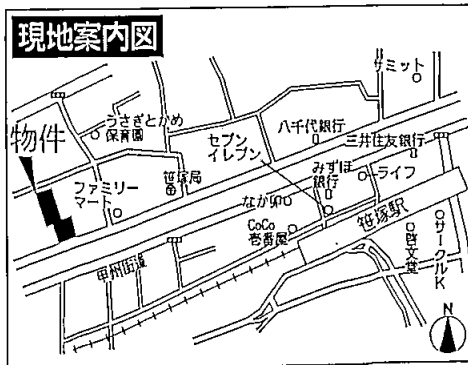 現地案内図
サミット
うさぎとかめ
保育園
物件
セブン
イレブン
八千代銀行
三井住友銀行
みずほ
銀行
ライフ
笹塚局
ファミリー
マート
なか卯
CoCo
壱番屋
笹塚駅
甲州街道
啓文堂
サークルK
N